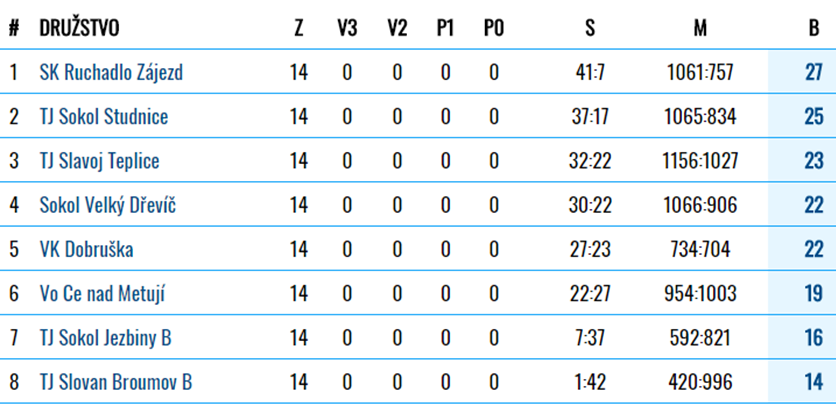 # DRUŽSTVO Z V3 V2 P1 P0 S M B
1 SK Ruchadlo Zájezd 14 0 0 0 0 41:7 1061:757 27
2 TJ Sokol Studnice 14 0 0 0 0 37:17 1065:834 25
3 TJ Slavoj Teplice 14 0 0 0 0 32:22 1156:1027 23
4 Sokol Velký Dřevíč 14 0 0 0 0 30:22 1066:906 22
5 VK Dobruška 14 0 0 0 0 27:23 734:704 22
6 Vo Ce nad Metují 14 0 0 0 0 22:27 954:1003 19
7 TJ Sokol Jezbiny B 14 0 0 0 0 7:37 592:821 16
8 TJ Slovan Broumov B 14 0 0 0 0 1:42 420:996 14